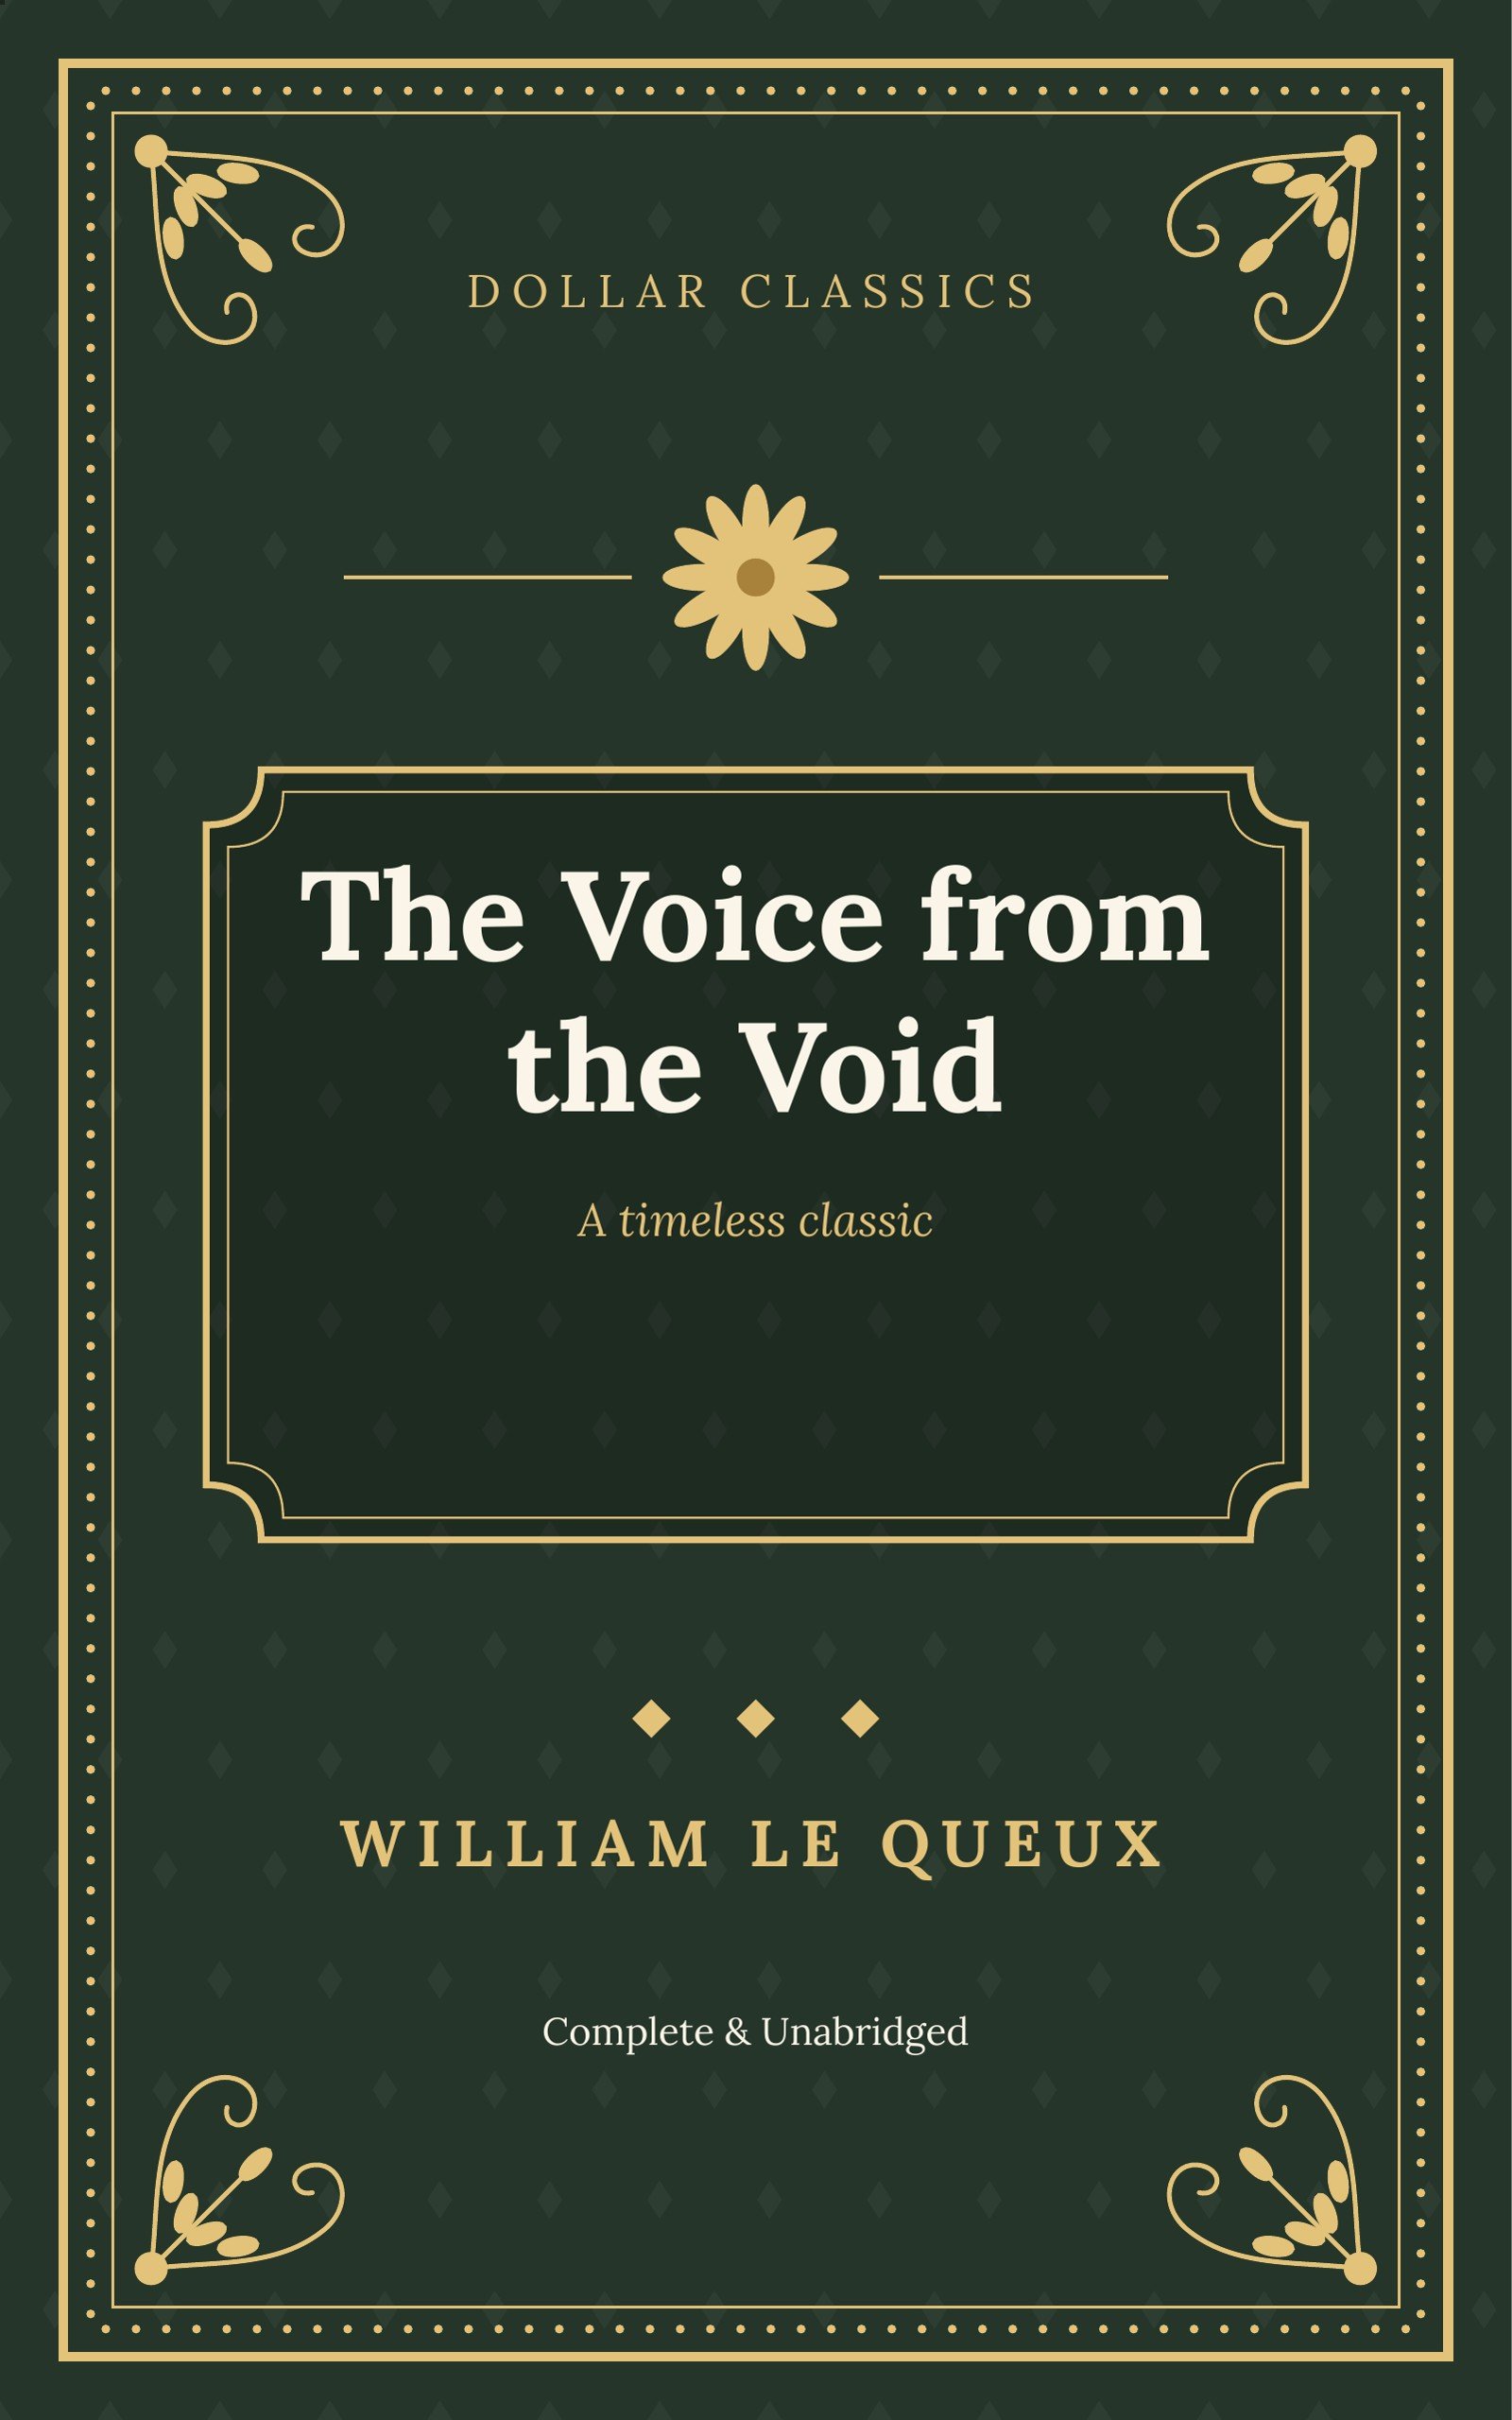 DOLLAR CLASSICS
The Voice from
the Void
A timeless classic
WILLIAM LE QUEUX
Complete & Unabridged